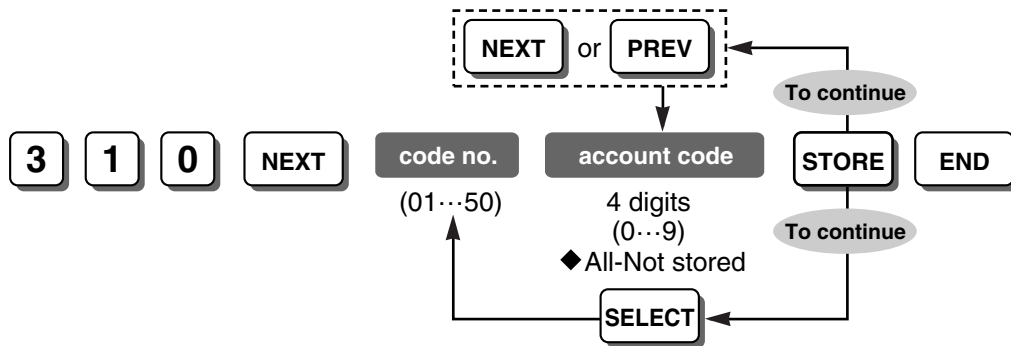 NEXT or PREV
To continue
3 1 0 NEXT code no. account code STORE END
(01···50) 4 digits
(0···9)
To continue
◆All-Not stored
SELECT